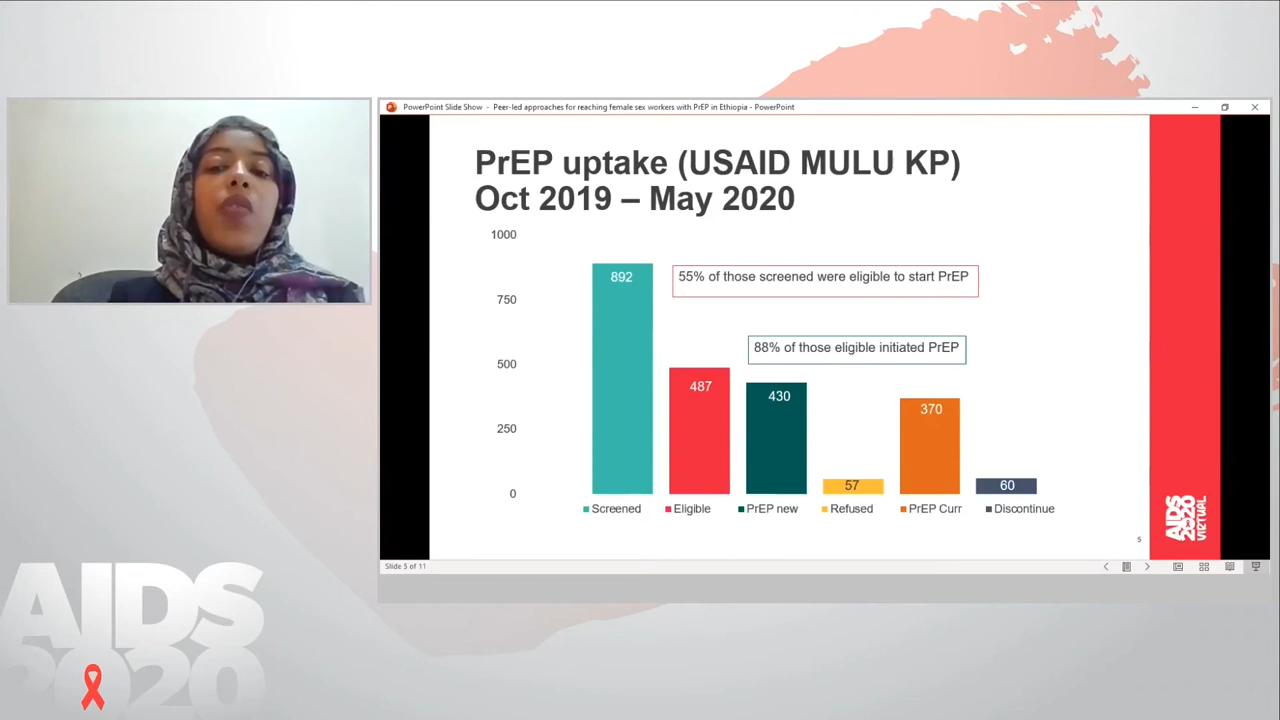 PowerPoint Slide Show - Peer-led approaches for reaching female sex workers with PrEP in Ethiopia - PowerPoint
PrEP uptake (USAID MULU KP)
Oct 2019 – May 2020
1000
750
500
250
0
892
55% of those screened were eligible to start PrEP
88% of those eligible initiated PrEP
487
430
57
370
60
Screened
Eligible
PrEP new
Refused
PrEP Curr
Discontinue
5
AIDS
2020
VIRTUAL
Slide 5 of 11
AIDS
2020